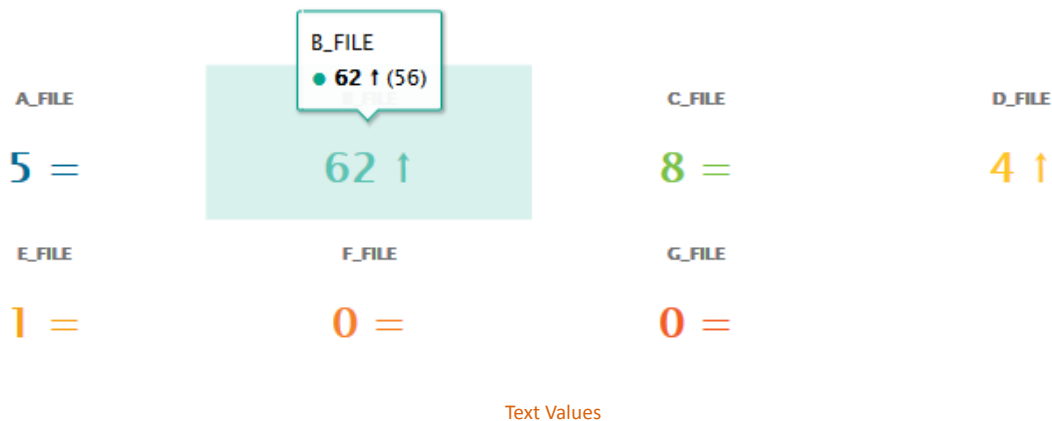 B_FILE
● 62 ↑ (56)
A_FILE C_FILE D_FILE
5 = 62 ↑ 8 = 4 ↑
E_FILE F_FILE G_FILE
1 = 0 = 0 =
Text Values